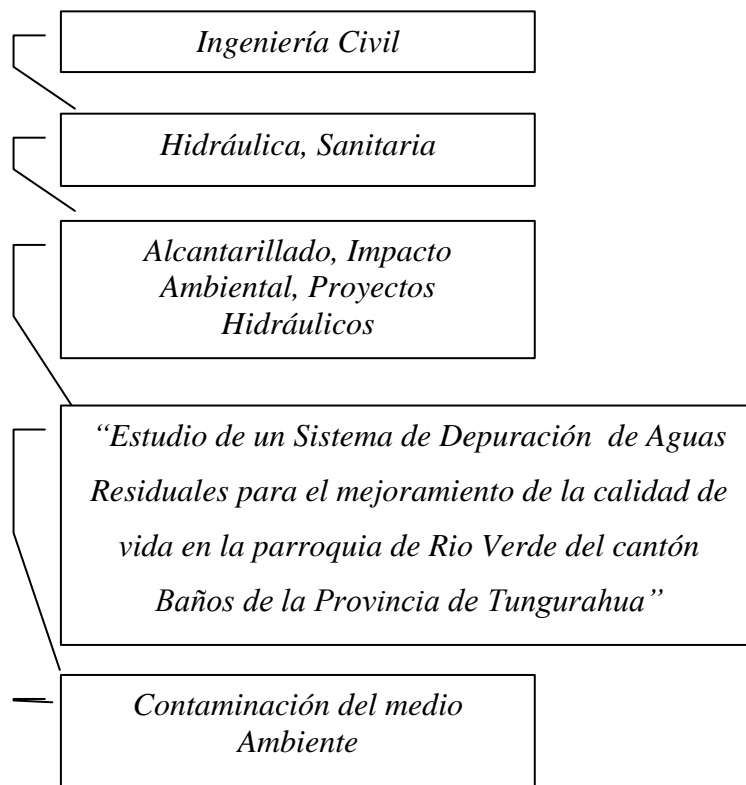 Ingeniería Civil
Hidráulica, Sanitaria
Alcantarillado, Impacto
Ambiental, Proyectos
Hidráulicos
“Estudio de un Sistema de Depuración  de Aguas
Residuales para el mejoramiento de la calidad de
vida en la parroquia de Rio Verde del cantón
Baños de la Provincia de Tungurahua”
Contaminación del medio
Ambiente